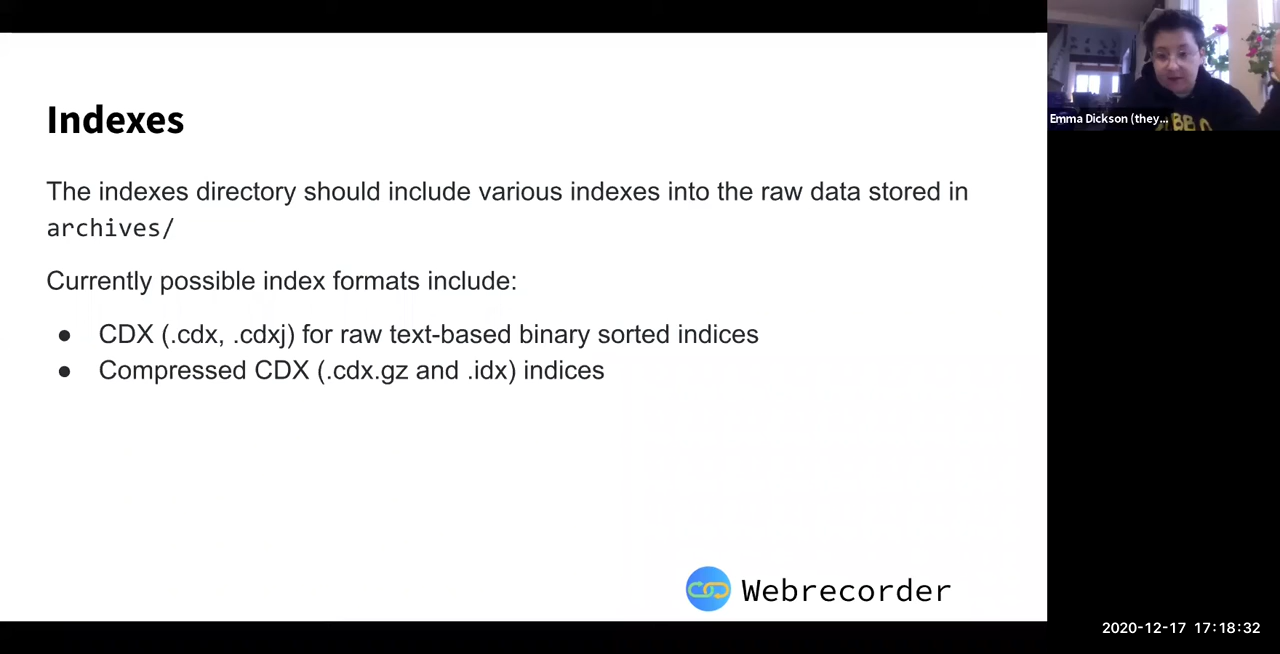 Indexes
The indexes directory should include various indexes into the raw data stored in
archives/
Currently possible index formats include:
● CDX (.cdx, .cdxj) for raw text-based binary sorted indices
● Compressed CDX (.cdx.gz and .idx) indices
Webrecorder
Emma Dickson (they...
2020-12-17 17:18:32